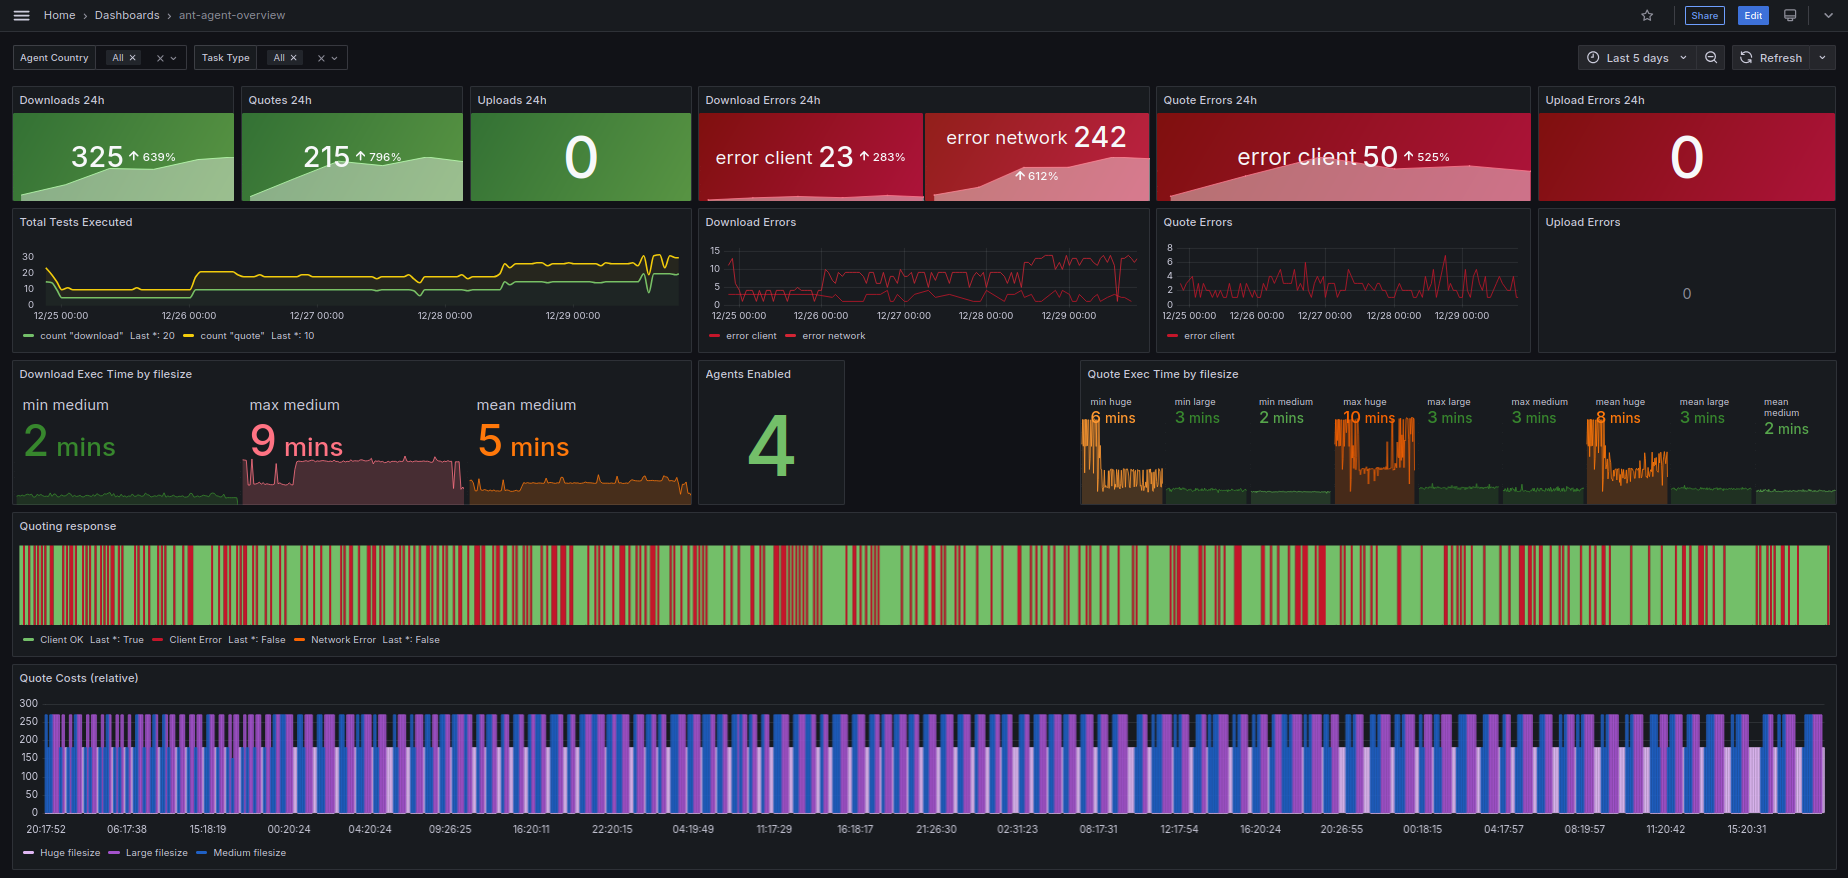 Home › Dashboards › ant-agent-overview
Share
Edit
Agent Country All
Task Type All
Last 5 days
Refresh
Downloads 24h
325 639%
Quotes 24h
215 796%
Uploads 24h
0
Download Errors 24h
error client 23 283%
error network 242
612%
Quote Errors 24h
error client 50 525%
Upload Errors 24h
0
Total Tests Executed
30
20
10
0
12/25 00:00 12/26 00:00 12/27 00:00 12/28 00:00 12/29 00:00
count "download" Last *: 20 count "quote" Last *: 10
Download Errors
15
10
5
0
12/25 00:00 12/26 00:00 12/27 00:00 12/28 00:00 12/29 00:00
error client error network
Quote Errors
8
6
4
2
0
12/25 00:00 12/26 00:00 12/27 00:00 12/28 00:00 12/29 00:00
error client
Upload Errors
0
Download Exec Time by filesize
min medium
2 mins
max medium
9 mins
mean medium
5 mins
Agents Enabled
4
Quote Exec Time by filesize
min huge
6 mins
min large
3 mins
min medium
2 mins
max huge
10 mins
max large
3 mins
max medium
3 mins
mean huge
8 mins
mean large
3 mins
mean
medium
2 mins
Quoting response
Client OK Last *: True Client Error Last *: False Network Error Last *: False
Quote Costs (relative)
300
250
200
150
100
50
0
20:17:52 06:17:38 15:18:19 00:20:24 04:20:24 09:26:25 16:20:11 22:20:15 04:19:49 11:17:29 16:18:17 21:26:30 02:31:23 08:17:31 12:17:54 16:20:24 20:26:55 00:18:15 04:17:57 08:19:57 11:20:42 15:20:31
Huge filesize Large filesize Medium filesize